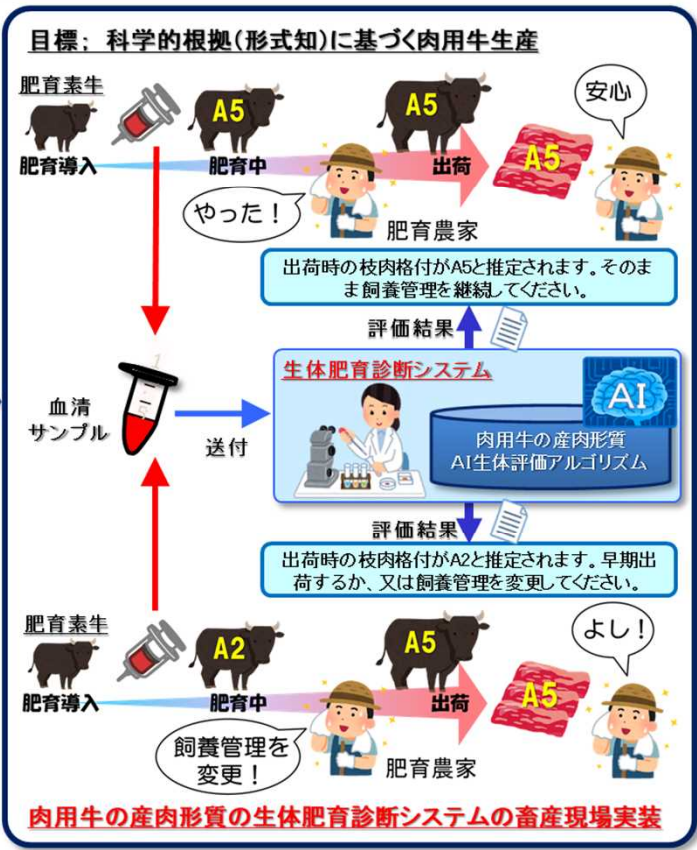 目標; 科学的根拠(形式知)に基づく肉用牛生産
肥育素牛
A5
A5
安心
A5
肥育導入
肥育中
出荷
やった!
肥育農家
出荷時の枝肉格付がA5と推定されます。そのま
ま飼養管理を継続してください。
評価結果
生体肥育診断システム
AI
血清
サンプル
送付
肉用牛の産肉形質
AI生体評価アルゴリズム
評価結果
出荷時の枝肉格付がA2と推定されます。早期出
荷するか、又は飼養管理を変更してください。
肥育素牛
A2
A5
よし!
A5
肥育導入
肥育中
出荷
飼養管理を
変更!
肥育農家
肉用牛の産肉形質の生体肥育診断システムの畜産現場実装